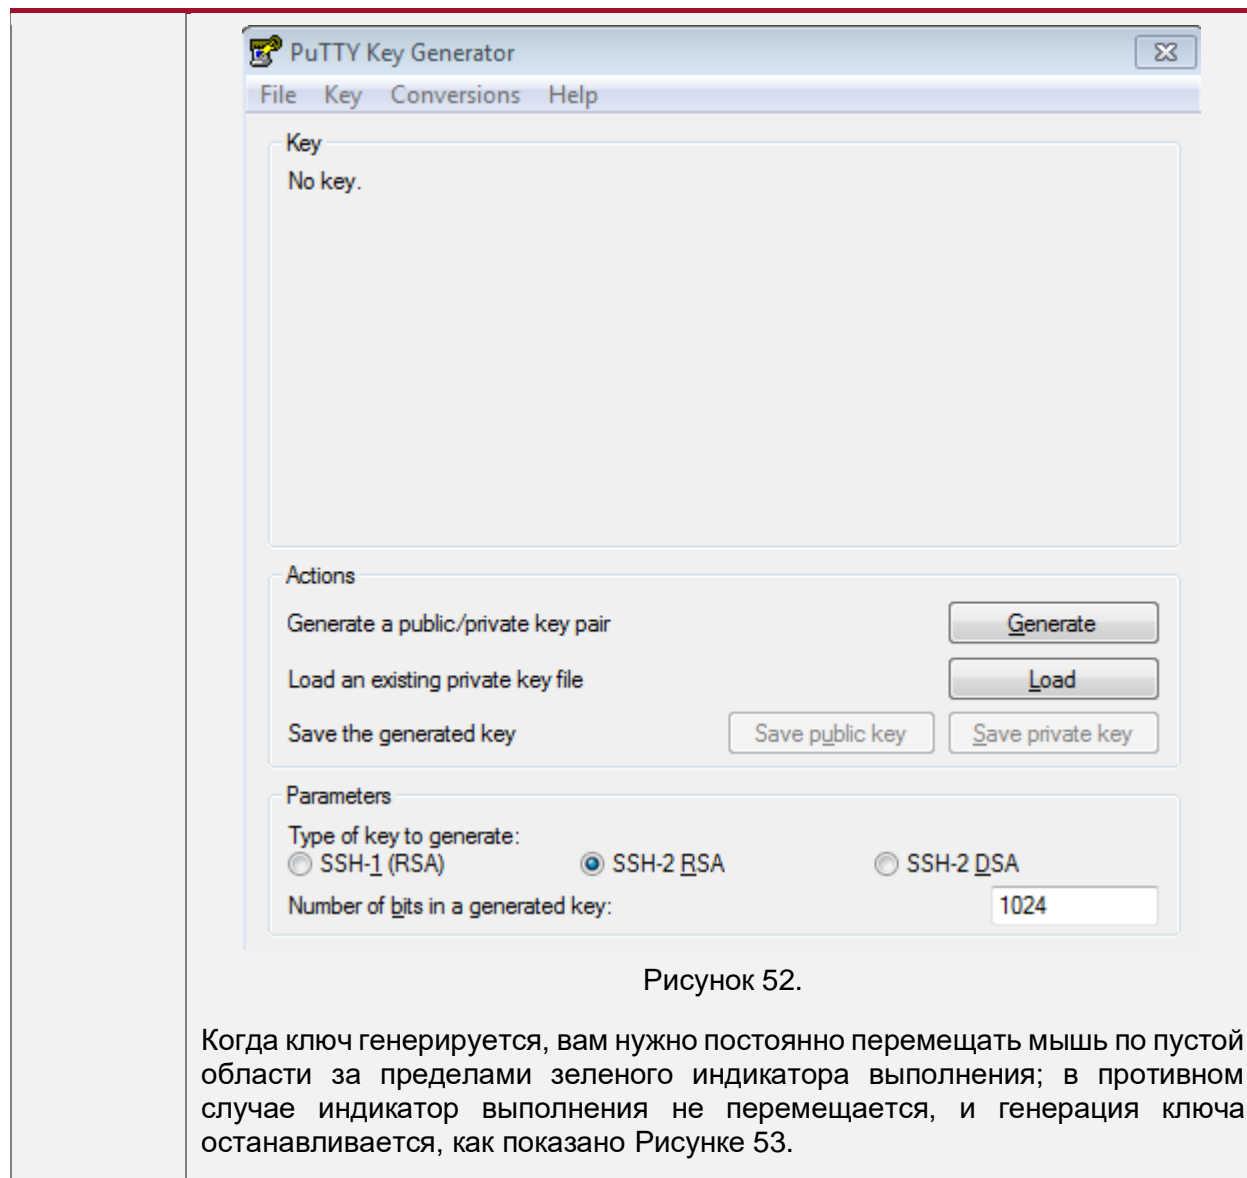 PuTTY Key Generator
File Key Conversions Help
Key
No key.
Actions
Generate a public/private key pair
Generate
Load an existing private key file
Load
Save the generated key
Save public key
Save private key
Parameters
Type of key to generate:
SSH-1 (RSA)
SSH-2 RSA
SSH-2 DSA
Number of bits in a generated key:
1024
Рисунок 52.
Когда ключ генерируется, вам нужно постоянно перемещать мышь по пустой
области за пределами зеленого индикатора выполнения; в противном
случае индикатор выполнения не перемещается, и генерация ключа
останавливается, как показано Рисунке 53.